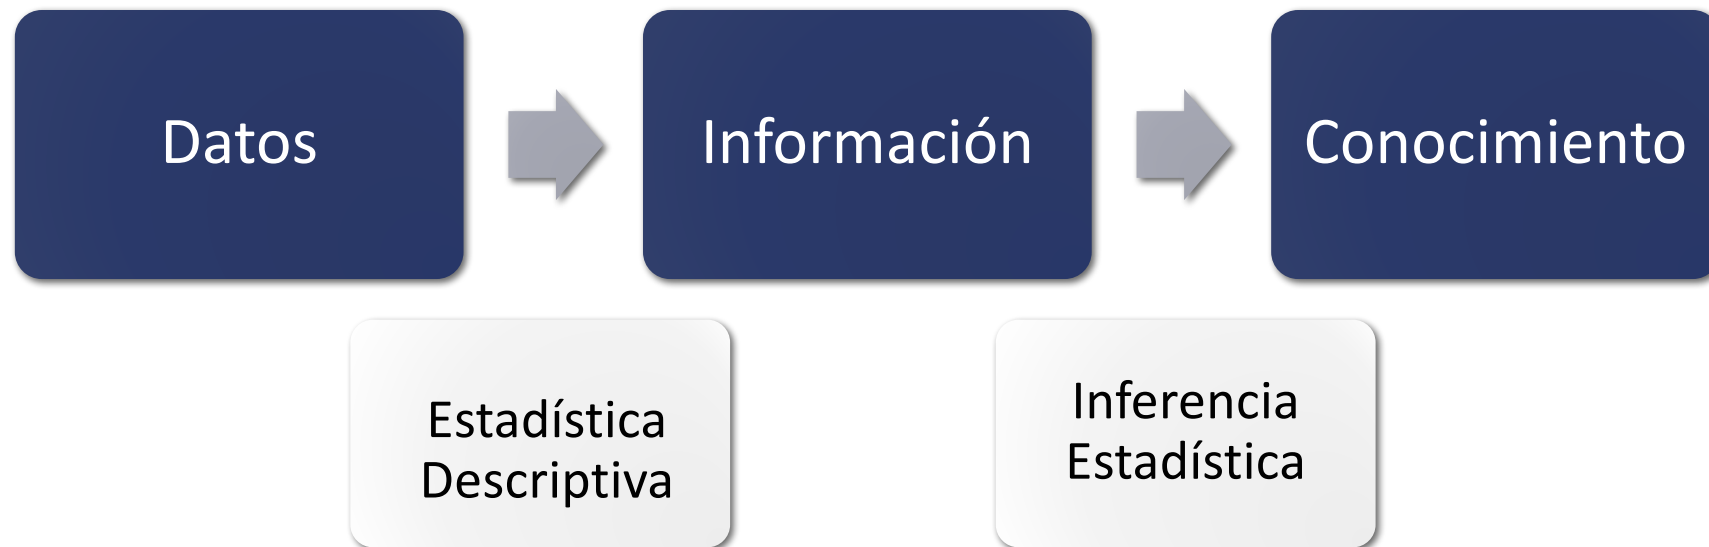 Datos
Información
Conocimiento
Estadística
Descriptiva
Inferencia
Estadística